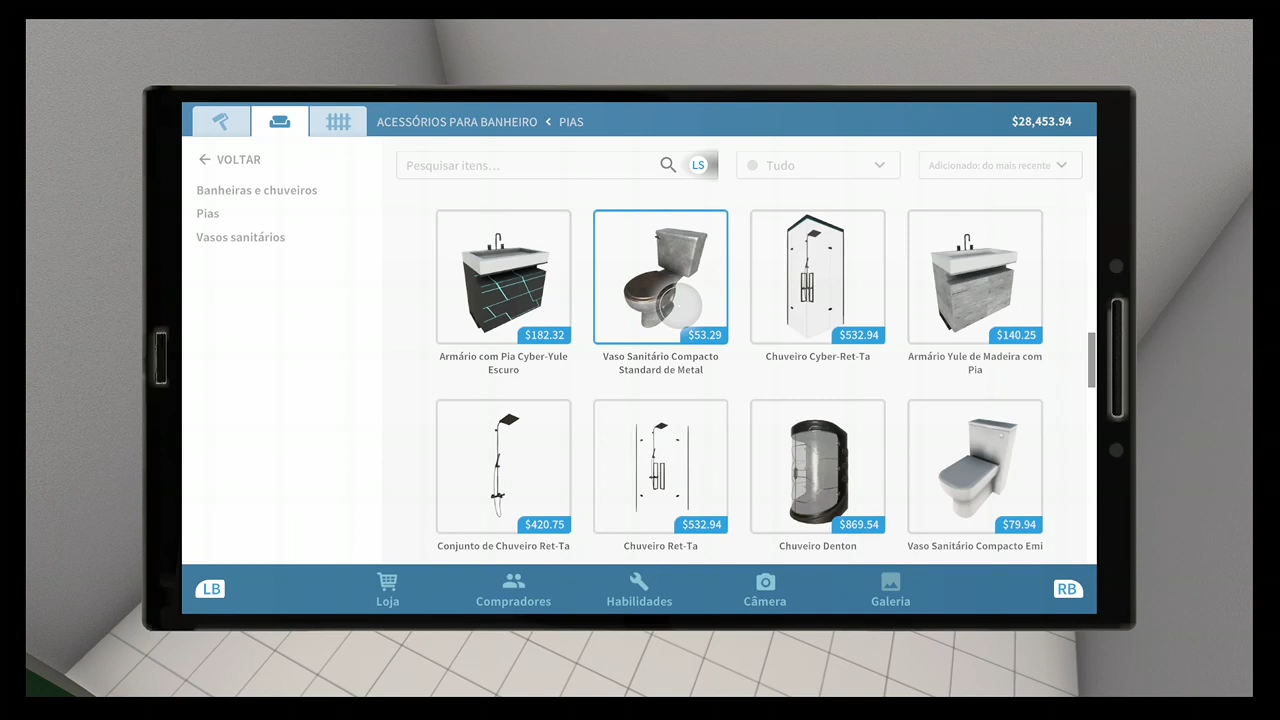 ACESSÓRIOS PARA BANHEIRO < PIAS
$28,453.94
VOLTAR
Banheiras e chuveiros
Pias
Vasos sanitários
Pesquisar itens...
LS
Tudo
Adicionado: do mais recente
$182.32
Armário com Pia Cyber-Yule
Escuro
$53.29
Vaso Sanitário Compacto
Standard de Metal
$532.94
Chuveiro Cyber-Ret-Ta
$140.25
Armário Yule de Madeira com
Pia
$420.75
Conjunto de Chuveiro Ret-Ta
$532.94
Chuveiro Ret-Ta
$869.54
Chuveiro Denton
$79.94
Vaso Sanitário Compacto Emi
LB
Loja
Compradores
Habilidades
Câmera
Galeria
RB